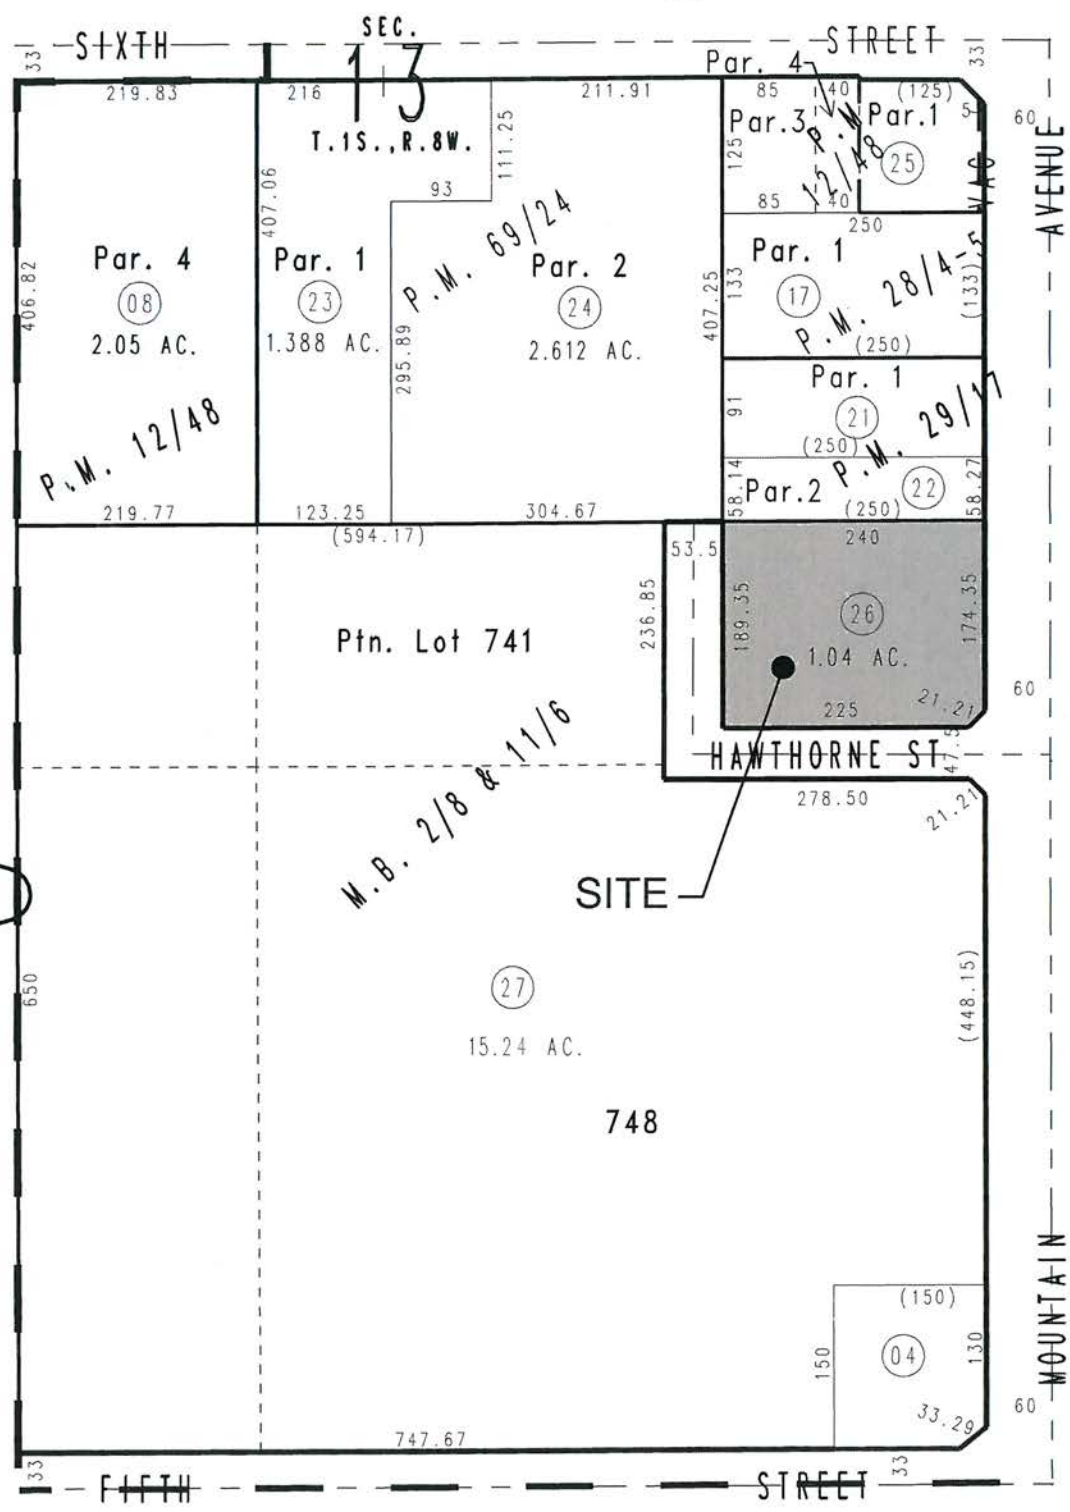 SIXTH
SEC.
STREET
33
33
13
T.1S.,R.8W.
219.83
216
211.91
Par. 4
85
40
(125)
5
60
Par.3
P.M
12/48
Par.1
25
125
VAC
AVENUE
111.25
93
85
40
250
407.06
406.82
Par. 4
08
2.05 AC.
Par. 1
23
1.388 AC.
P.M. 69/24
Par. 2
24
2.612 AC.
295.89
407.25
133
Par. 1
17
P.M. 28/4-5
(133)
(250)
Par. 1
91
21
(250)
P.M. 29/17
P.M. 12/48
58.14
Par.2
22
(250)
58.27
219.77
123.25
304.67
(594.17)
53.5
240
236.85
189.35
26
1.04 AC.
174.35
Ptn. Lot 741
225
21.21
60
HAWTHORNE ST
47.5
278.50
21.21
M.B. 2/8 & 11/6
SITE
650
27
15.24 AC.
(448.15)
748
(150)
150
04
130
33.29
60
MOUNTAIN
747.67
33
33
FIFTH
STREET